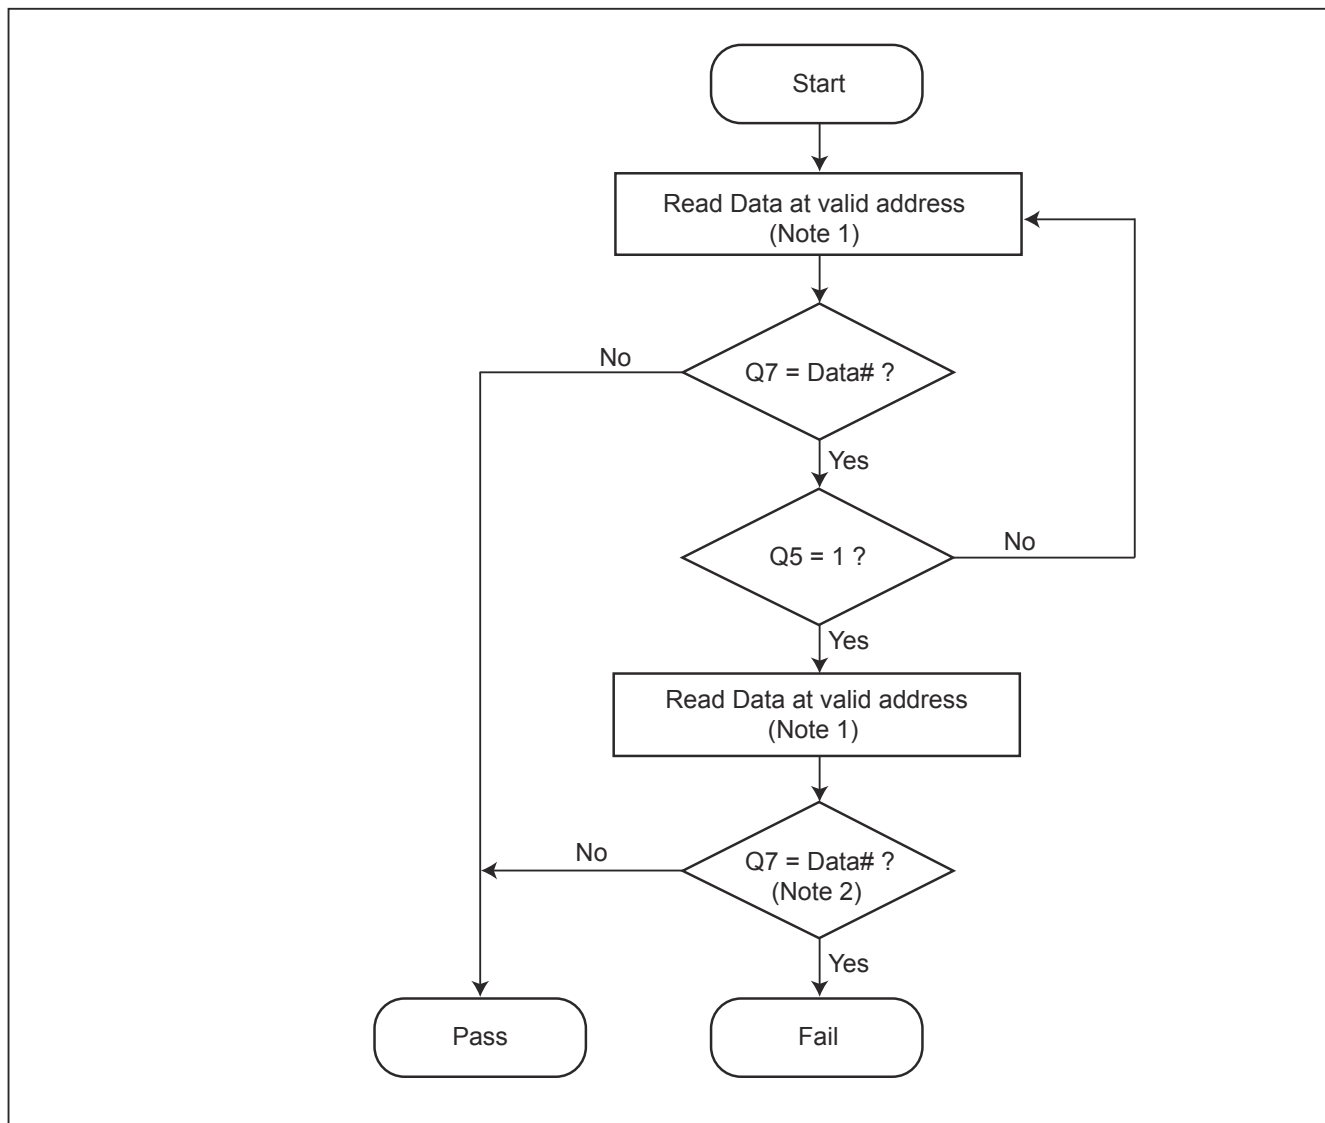 Start
Read Data at valid address
(Note 1)
No
Q7 = Data# ?
Yes
Q5 = 1 ?
No
Yes
Read Data at valid address
(Note 1)
No
Q7 = Data# ?
(Note 2)
Yes
Pass
Fail